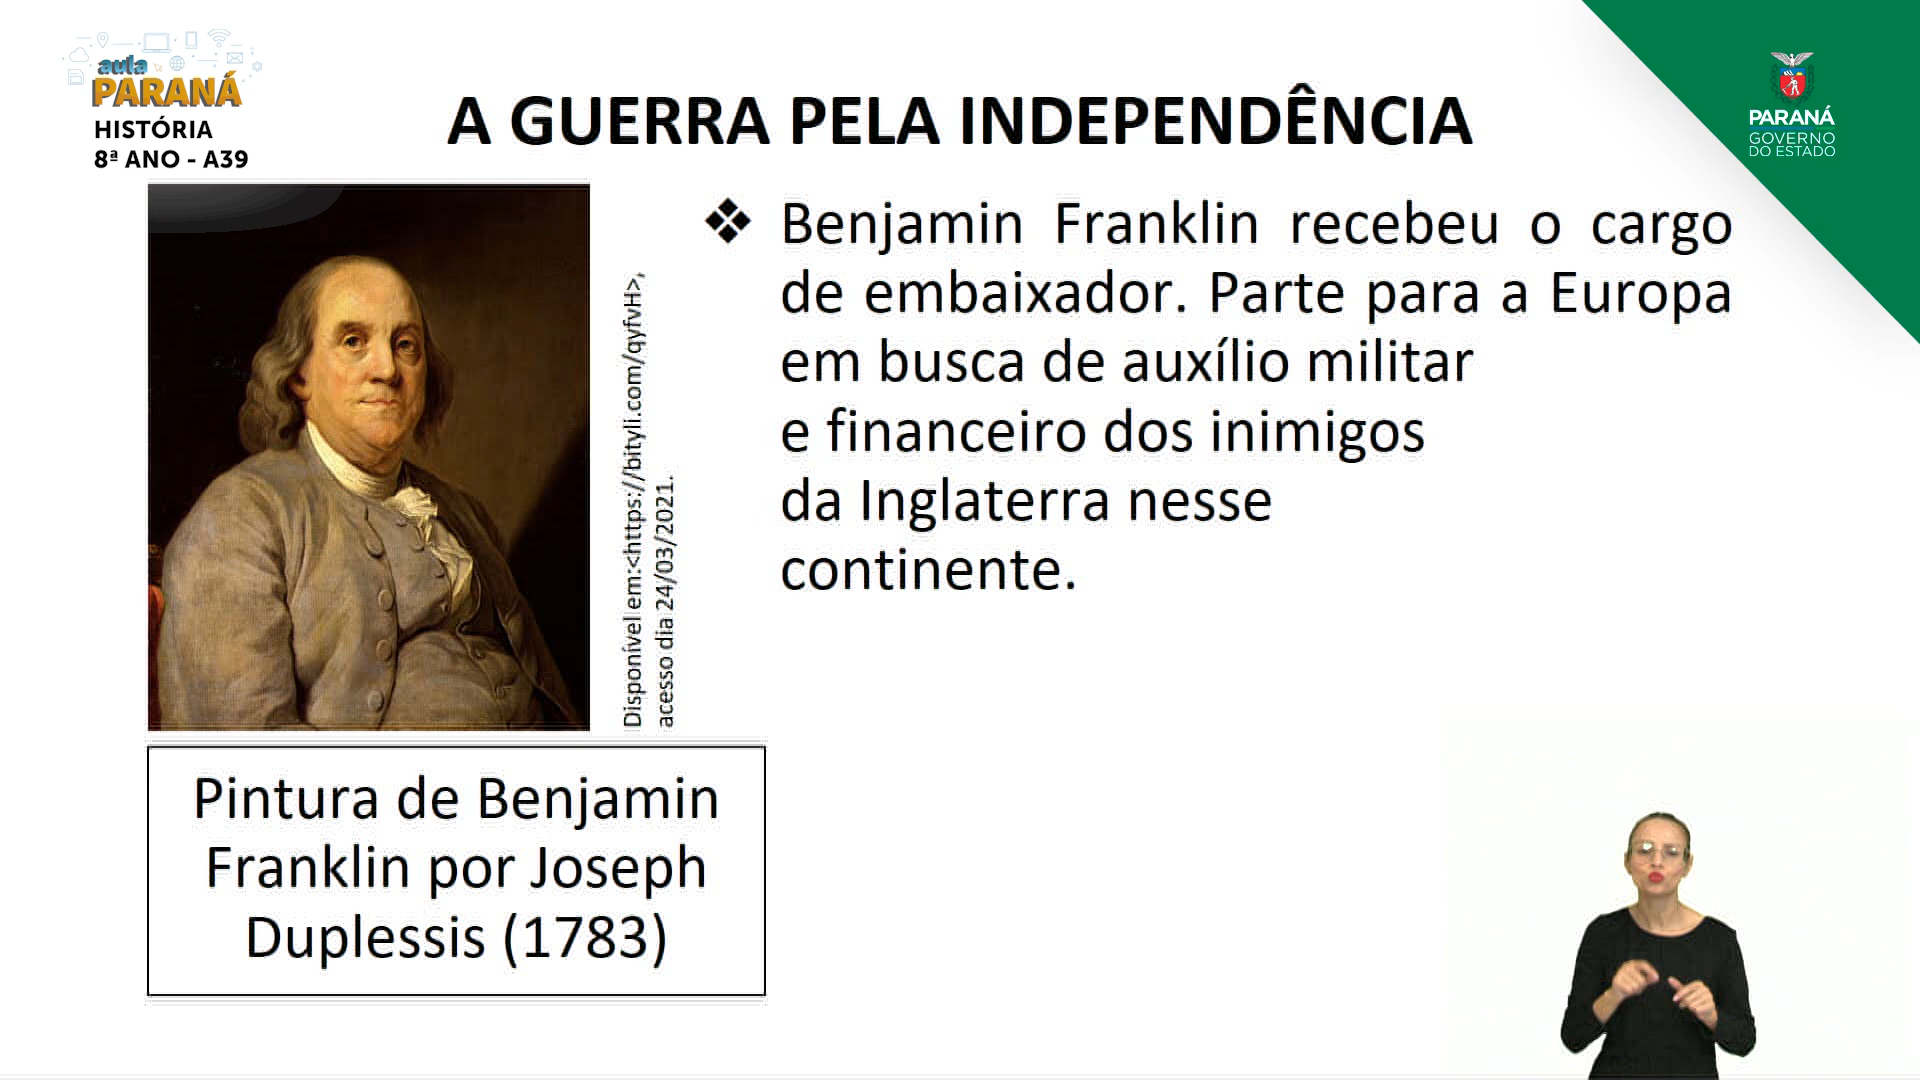 aula
PARANÁ
HISTÓRIA
8ª ANO - A39
A GUERRA PELA INDEPENDÊNCIA
PARANÁ
GOVERNO
DO ESTADO
❖ Benjamin Franklin recebeu o cargo
de embaixador. Parte para a Europa
em busca de auxílio militar
e financeiro dos inimigos
da Inglaterra nesse
continente.
Disponível em:<https://bityli.com/qyfvH>,
acesso dia 24/03/2021.
Pintura de Benjamin
Franklin por Joseph
Duplessis (1783)